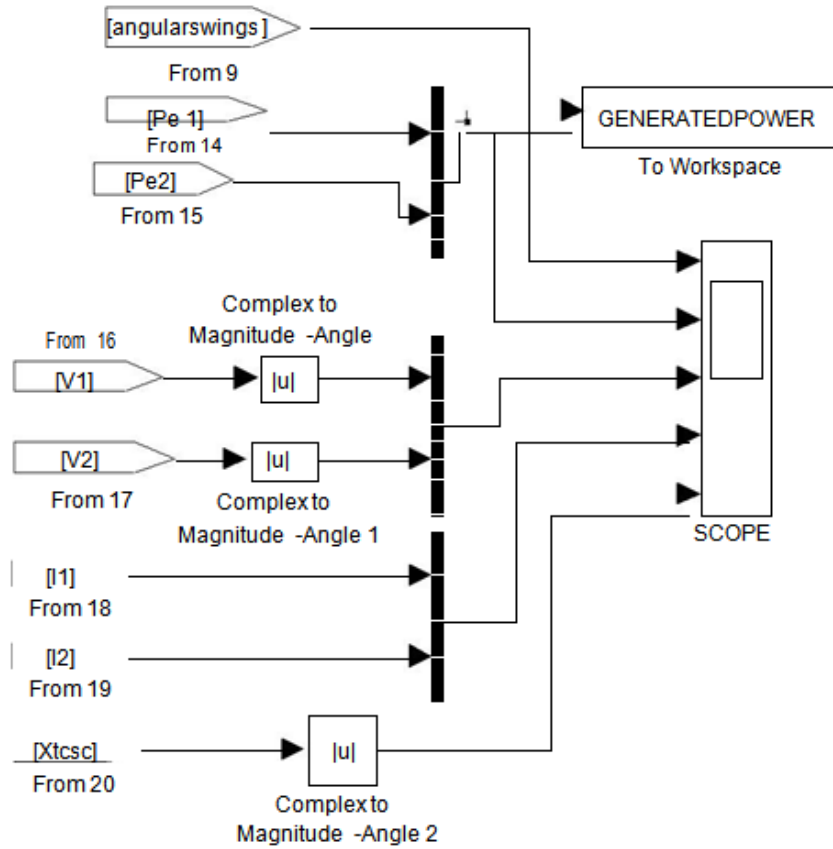 [angularswings]
From 9
[Pe 1]
From 14
[Pe2]
From 15
GENERATEDPOWER
To Workspace
Complex to
Magnitude -Angle
From 16
[V1]
|u|
[V2]
|u|
From 17
Complex to
Magnitude -Angle 1
SCOPE
[I1]
From 18
[I2]
From 19
[Xtcsc]
From 20
|u|
Complex to
Magnitude -Angle 2